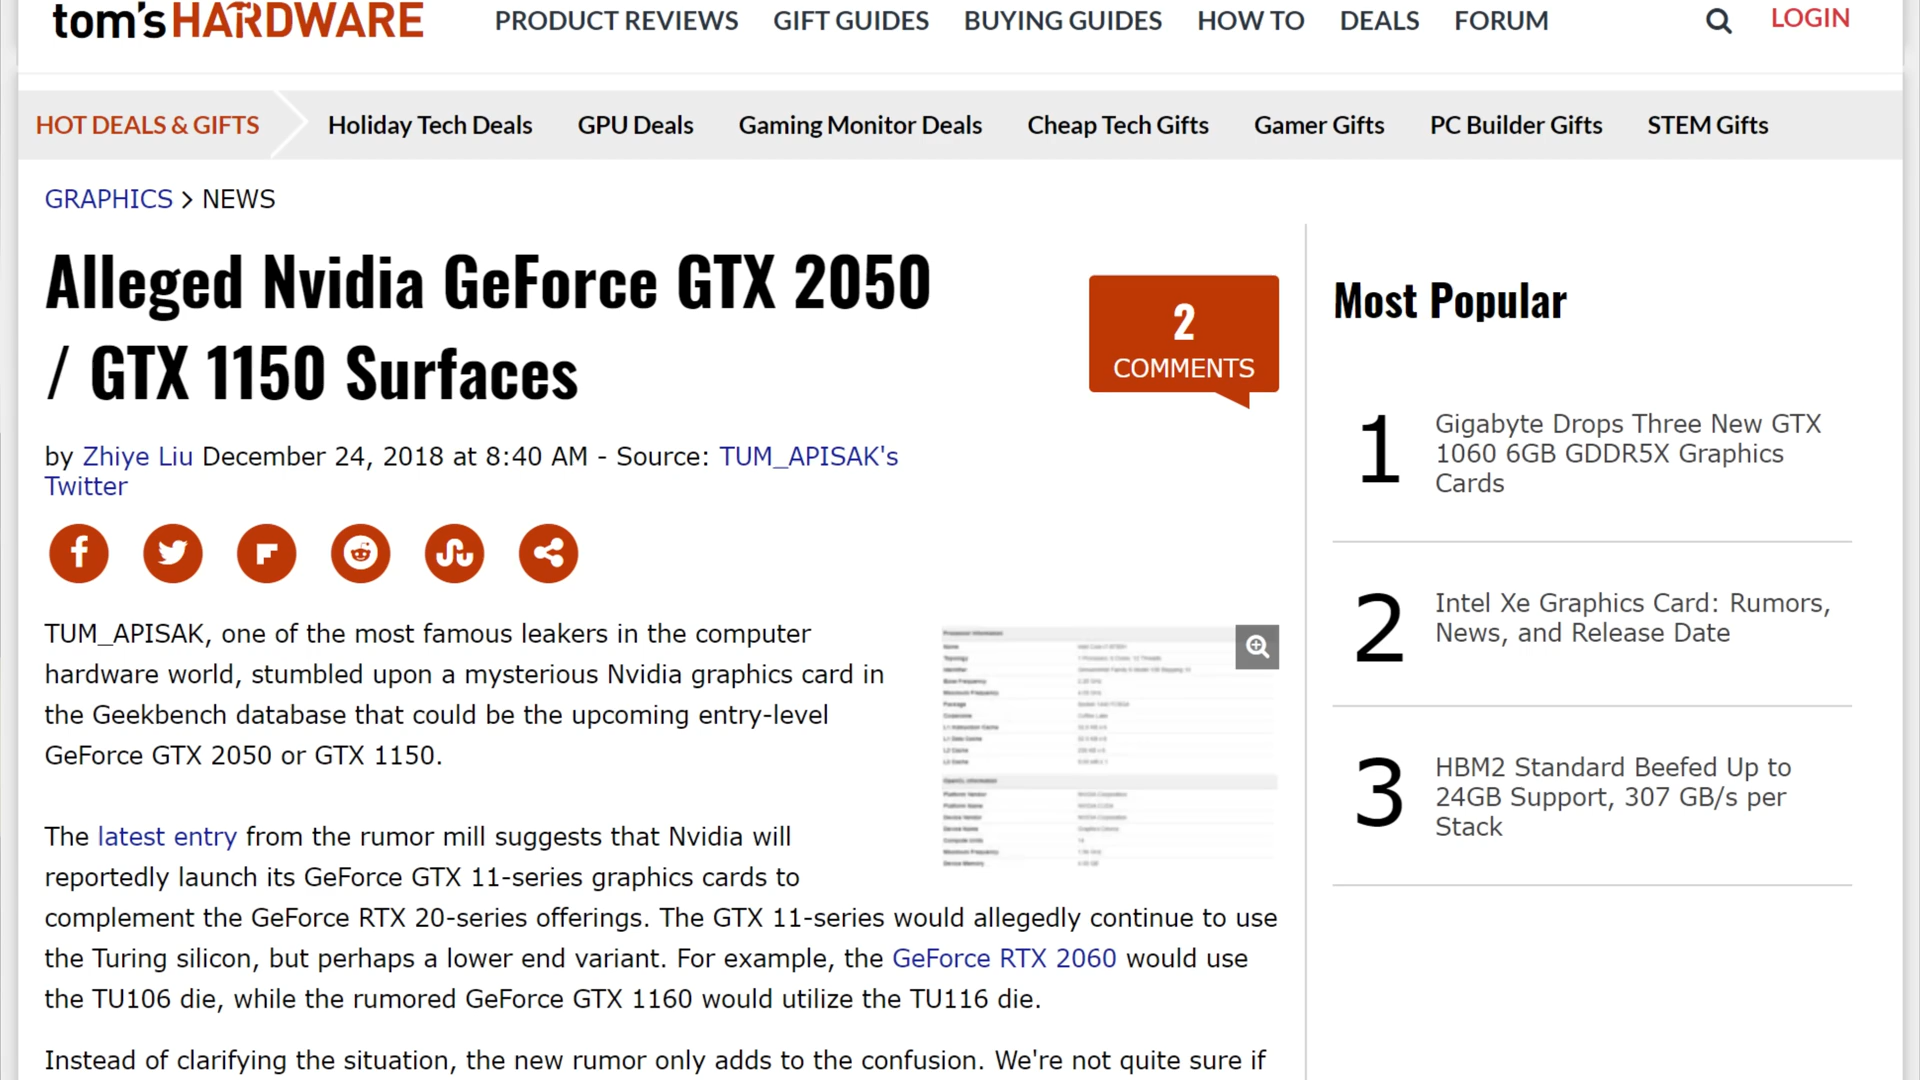 tom's HARDWARE
PRODUCT REVIEWS GIFT GUIDES BUYING GUIDES HOW TO DEALS FORUM LOGIN
HOT DEALS & GIFTS Holiday Tech Deals GPU Deals Gaming Monitor Deals Cheap Tech Gifts Gamer Gifts PC Builder Gifts STEM Gifts
GRAPHICS > NEWS
Alleged Nvidia GeForce GTX 2050
/ GTX 1150 Surfaces
2
COMMENTS
by Zhiye Liu December 24, 2018 at 8:40 AM - Source: TUM_APISAK's
Twitter
TUM_APISAK, one of the most famous leakers in the computer
hardware world, stumbled upon a mysterious Nvidia graphics card in
the Geekbench database that could be the upcoming entry-level
GeForce GTX 2050 or GTX 1150.
The latest entry from the rumor mill suggests that Nvidia will
reportedly launch its GeForce GTX 11-series graphics cards to
complement the GeForce RTX 20-series offerings. The GTX 11-series would allegedly continue to use
the Turing silicon, but perhaps a lower end variant. For example, the GeForce RTX 2060 would use
the TU106 die, while the rumored GeForce GTX 1160 would utilize the TU116 die.
Instead of clarifying the situation, the new rumor only adds to the confusion. We're not quite sure if
Most Popular
1
Gigabyte Drops Three New GTX
1060 6GB GDDR5X Graphics
Cards
2
Intel Xe Graphics Card: Rumors,
News, and Release Date
3
HBM2 Standard Beefed Up to
24GB Support, 307 GB/s per
Stack